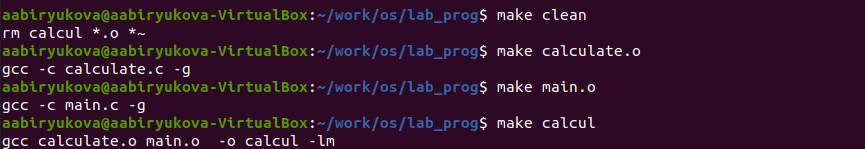 aabiryukova@aabiryukova-VirtualBox:~/work/os/lab_prog$ make clean
rm calcul *.o *~
aabiryukova@aabiryukova-VirtualBox:~/work/os/lab_prog$ make calculate.o
gcc -c calculate.c -g
aabiryukova@aabiryukova-VirtualBox:~/work/os/lab_prog$ make main.o
gcc -c main.c -g
aabiryukova@aabiryukova-VirtualBox:~/work/os/lab_prog$ make calcul
gcc calculate.o main.o  -o calcul -lm